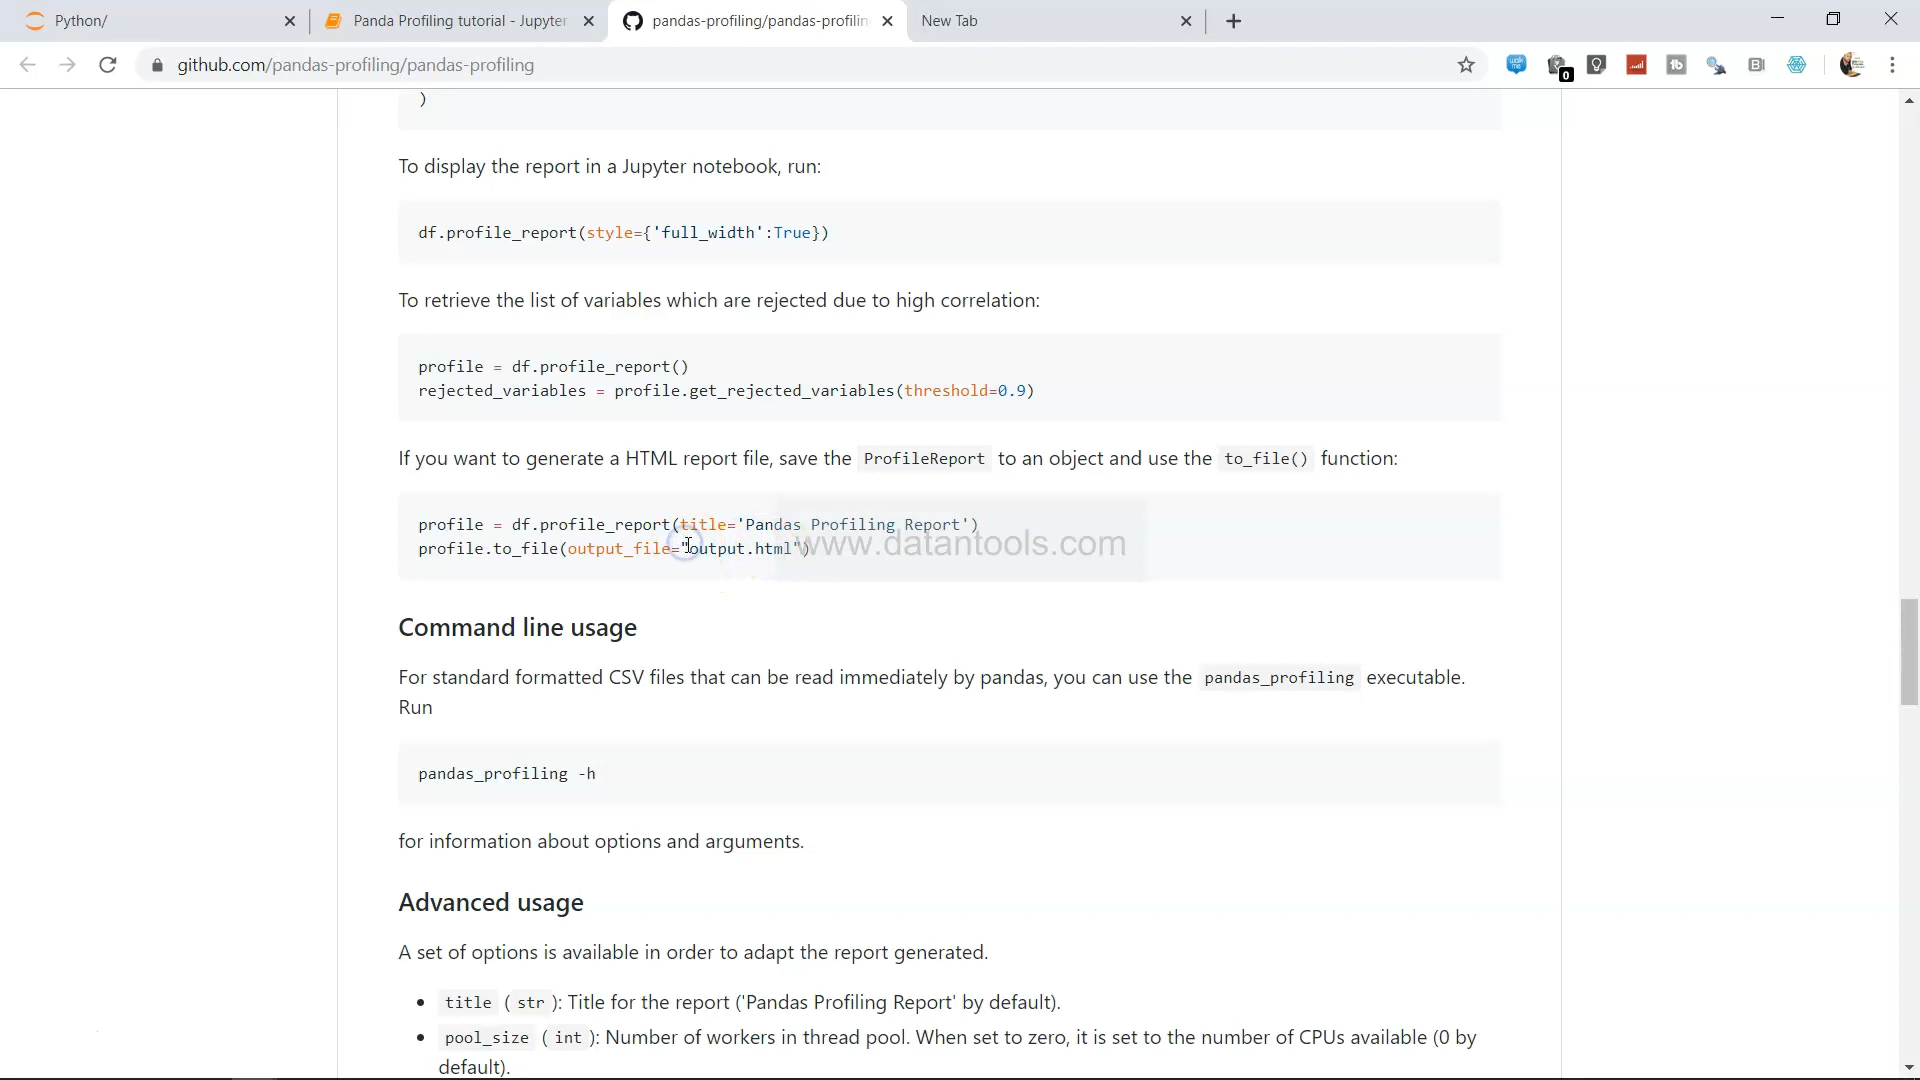 Python/
Panda Profiling tutorial - Jupyter
pandas-profiling/pandas-profilin
New Tab
github.com/pandas-profiling/pandas-profiling
0
)
To display the report in a Jupyter notebook, run:
df.profile_report(style={'full_width':True})
To retrieve the list of variables which are rejected due to high correlation:
profile = df.profile_report()
rejected_variables = profile.get_rejected_variables(threshold=0.9)
If you want to generate a HTML report file, save the ProfileReport to an object and use the to_file() function:
profile = df.profile_report(title='Pandas Profiling Report')
profile.to_file(output_file="output.html")
www.datantools.com
Command line usage
For standard formatted CSV files that can be read immediately by pandas, you can use the pandas_profiling executable.
Run
pandas_profiling -h
for information about options and arguments.
Advanced usage
A set of options is available in order to adapt the report generated.
title ( str ): Title for the report ('Pandas Profiling Report' by default).
pool_size ( int ): Number of workers in thread pool. When set to zero, it is set to the number of CPUs available (0 by
default).